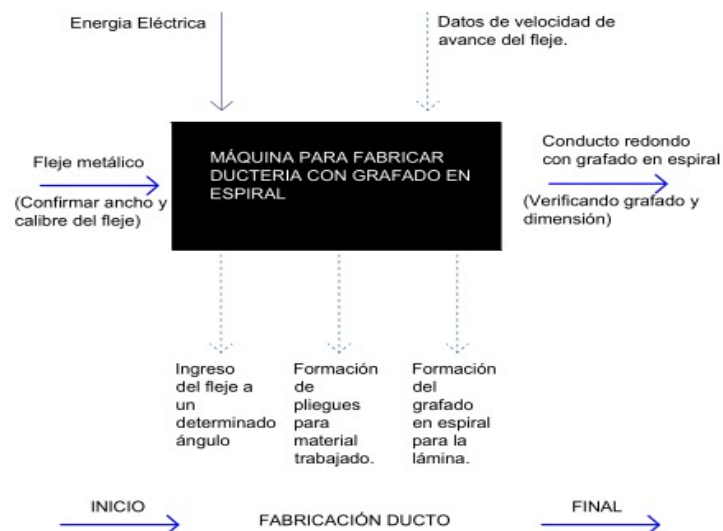 Energia Eléctrica
Datos de velocidad de
avance del fleje.
Fleje metálico
(Confirmar ancho y
calibre del fleje)
MÁQUINA PARA FABRICAR
DUCTERIA CON GRAFADO EN
ESPIRAL
Conducto redondo
con grafado en espiral
(Verificando grafado y
dimensión)
Ingreso
del fleje a
un
determinado
ángulo
Formación
de
pliegues
para
material
trabajado.
Formación
del
grafado
en espiral
para la
lámina.
INICIO
FABRICACIÓN DUCTO
FINAL